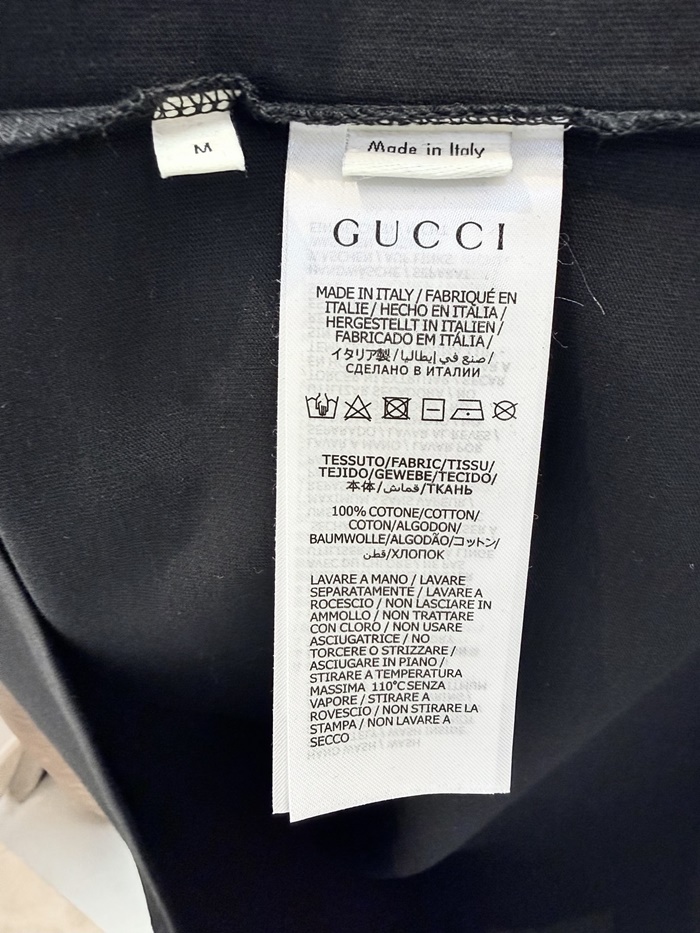 M
Made in Italy
GUCCI
MADE IN ITALY / FABRIQUÉ EN
ITALIE / HECHO EN ITALIA /
HERGESTELLT IN ITALIEN /
FABRICADO EM ITÁLIA /
イタリア製 / صنع في إيطاليا /
СДЕЛАНО В ИТАЛИИ
TESSUTO/FABRIC/TISSU/
TEJIDO/GEWEBE/TECIDO/
本体/قماش/ТКАНЬ
100% COTONE/COTTON/
COTON/ALGODON/
BAUMWOLLE/ALGODÃO/コットン/
قطن/ХЛОПОК
LAVARE A MANO / LAVARE
SEPARATAMENTE / LAVARE A
ROCESCIO / NON LASCIARE IN
AMMOLLO / NON TRATTARE
CON CLORO / NON USARE
ASCIUGATRICE / NO
TORCERE O STRIZZARE /
ASCIUGARE IN PIANO /
STIRARE A TEMPERATURA
MASSIMA 110°C SENZA
VAPORE / STIRARE A
ROVESCIO / NON STIRARE LA
STAMPA / NON LAVARE A
SECCO